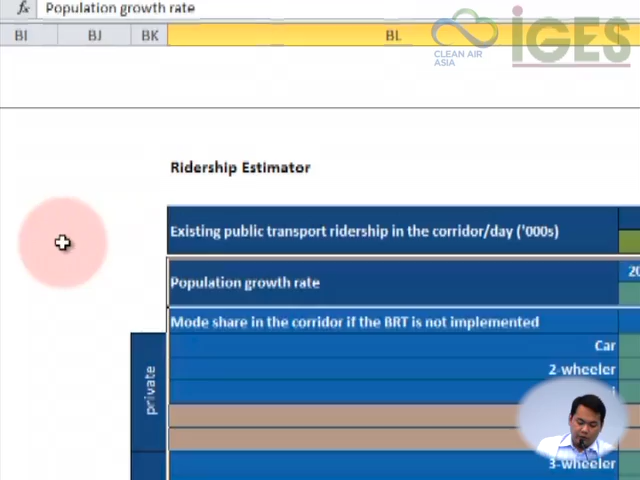 fx Population growth rate
BI BJ BK BL
CLEAN AIR
ASIA
iGES
Ridership Estimator
Existing public transport ridership in the corridor/day ('000s)
Population growth rate
Mode share in the corridor if the BRT is not implemented
Car
2-wheeler
private
3-wheeler